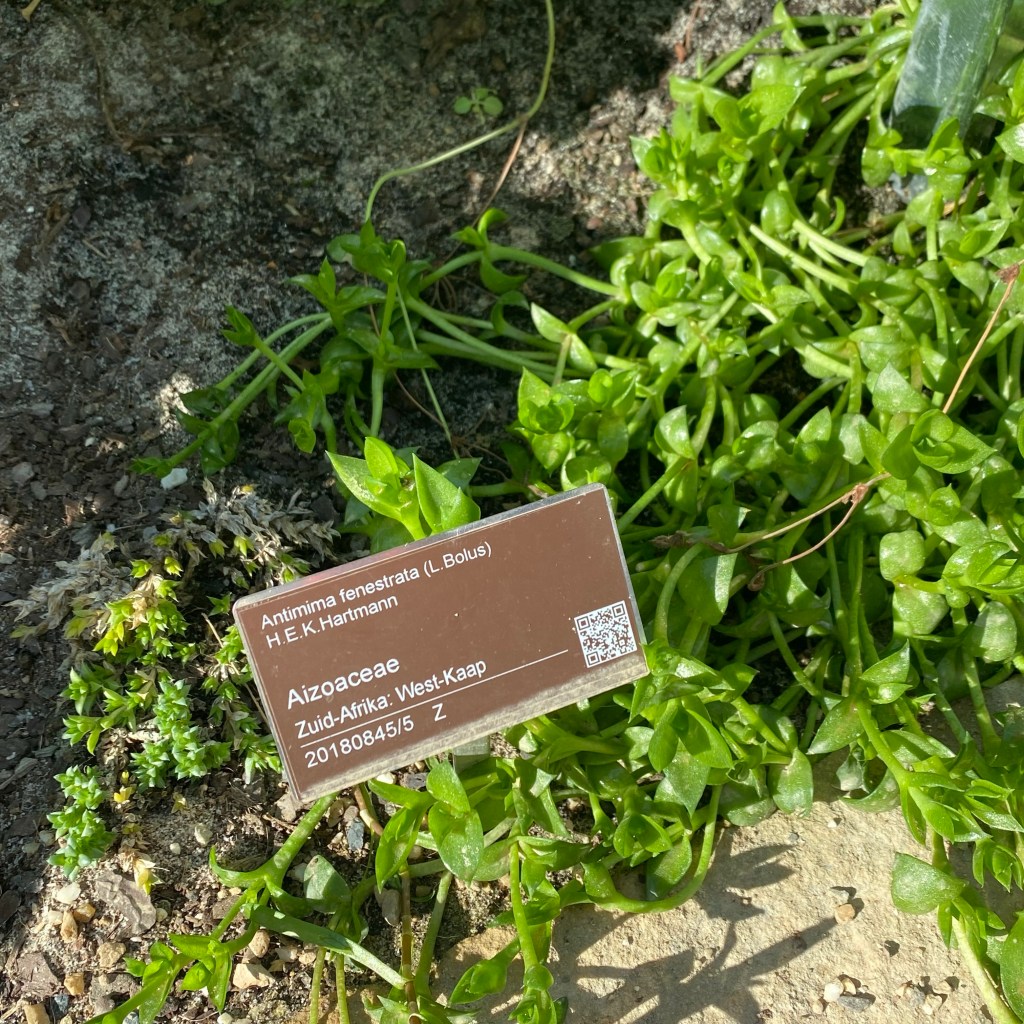 Antimima fenestrata (L.Bolus)
H.E.K.Hartmann
Aizoaceae
Zuid-Afrika: West-Kaap
20180845/5 Z